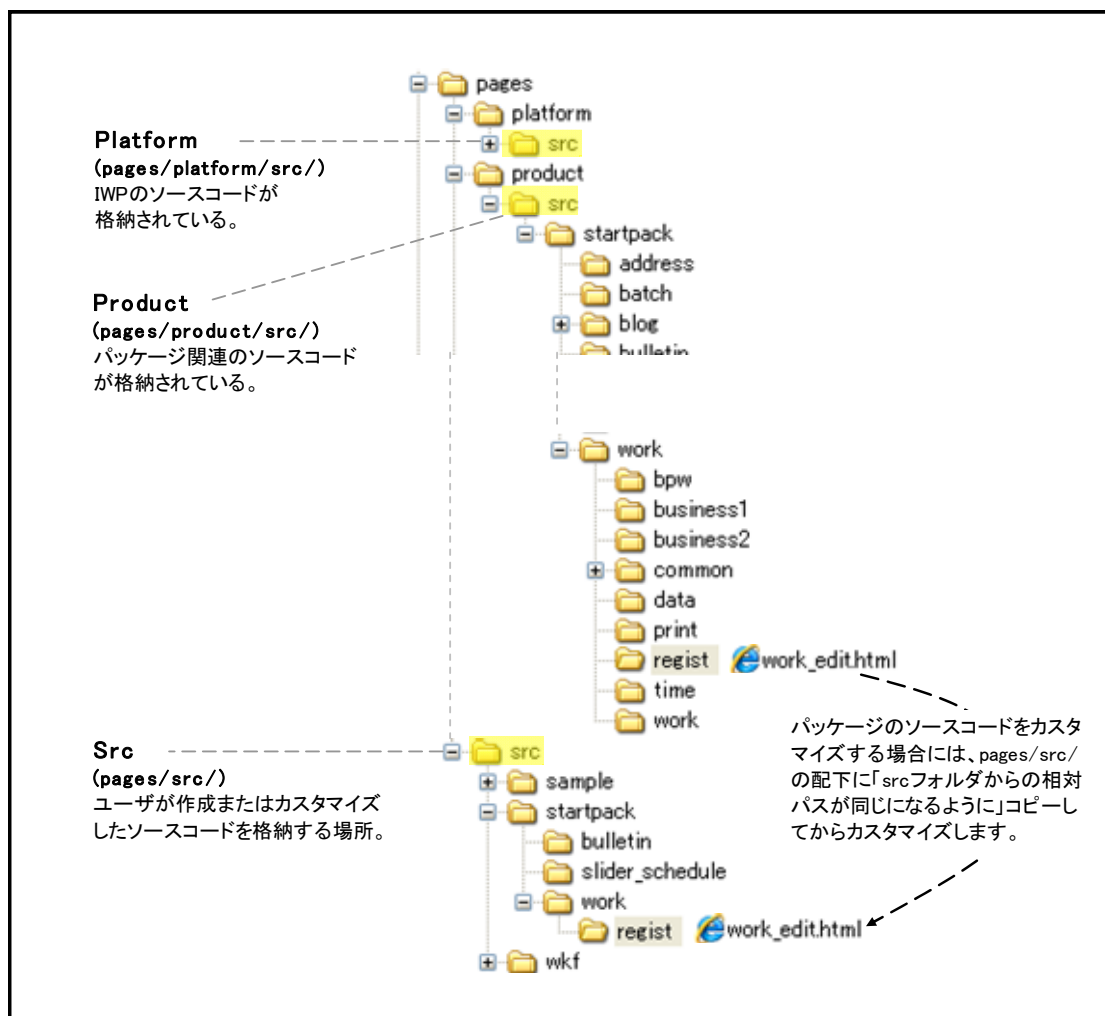 pages
platform
src
product
src
startpack
address
batch
blog
bulletin
Platform
(pages/platform/src/)
IWPのソースコードが
格納されている。
Product
(pages/product/src/)
パッケージ関連のソースコード
が格納されている。
work
bpw
business1
business2
common
data
print
regist work_edit.html
time
work
パッケージのソースコードをカスタ
マイズする場合には、pages/src/
の配下に「srcフォルダからの相対
パスが同じになるように」コピーし
てからカスタマイズします。
Src
(pages/src/)
ユーザが作成またはカスタマイズ
したソースコードを格納する場所。
src
sample
startpack
bulletin
slider_schedule
work
regist work_edit.html
wkf